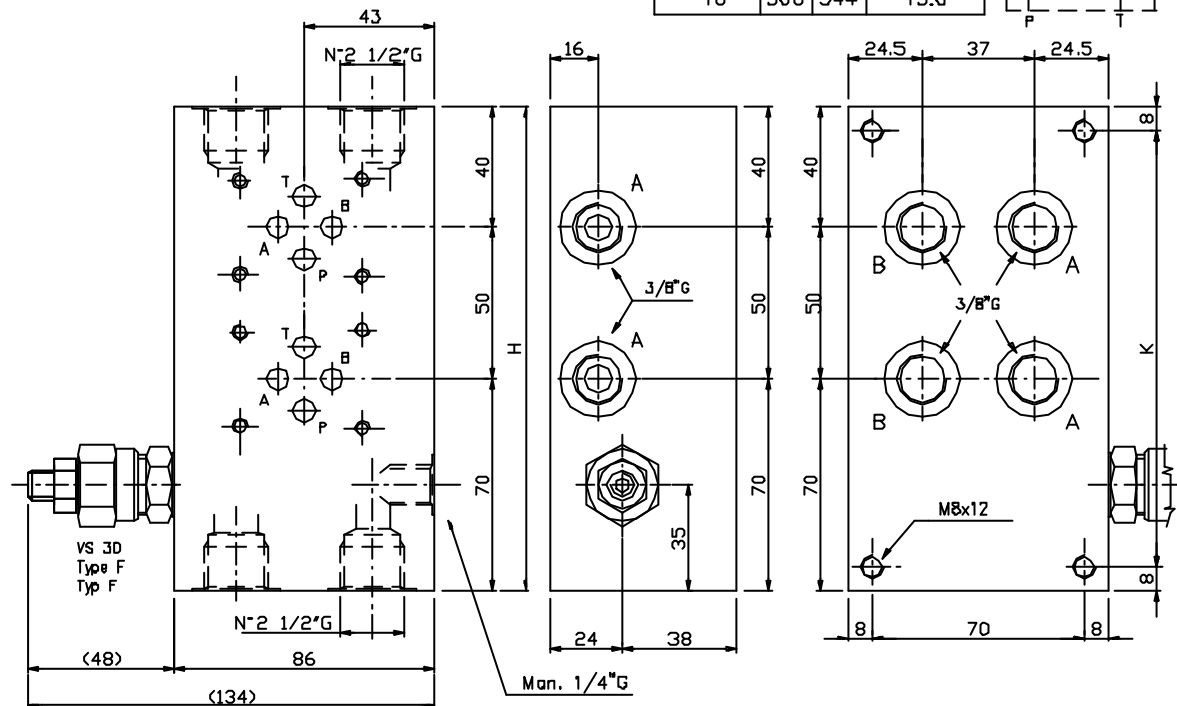 P T
43
N°2 1/2"G
16
24.5 37 24.5
8
40
40
40
T
A
B
A
B
A
P
3/8"G
3/8"G
50
H
50
50
K
T
B
A
A
P
B
A
70
70
70
35
M8x12
VS 3D
Type F
Typ F
8
N°2 1/2"G
24 38
8 70 8
(48) 86
Man. 1/4"G
(134)